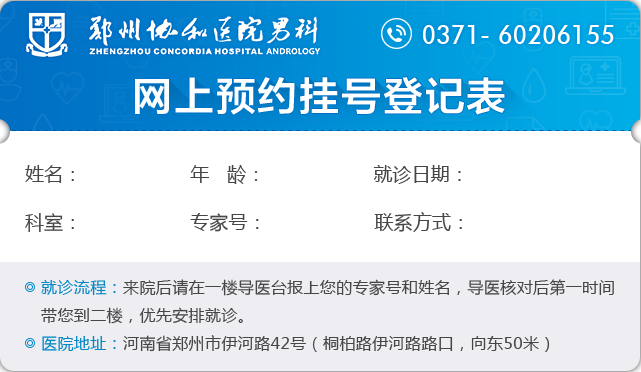 郑州协和医院男科
ZHENGZHOU CONCORDIA HOSPITAL ANDROLOGY
0371- 60206155
网上预约挂号登记表
姓名： 年 龄： 就诊日期：
科室： 专家号： 联系方式：
就诊流程：来院后请在一楼导医台报上您的专家号和姓名，导医核对后第一时间
带您到二楼，优先安排就诊。
医院地址：河南省郑州市伊河路42号（桐柏路伊河路路口，向东50米）